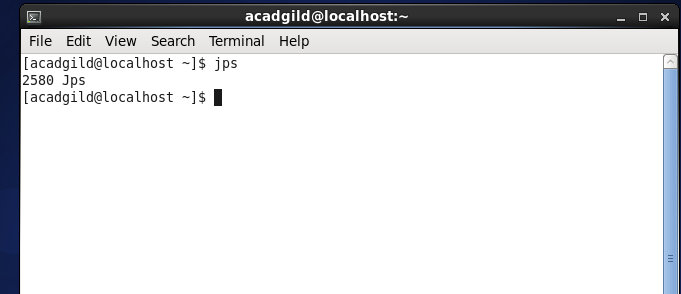 acadgild@localhost:~
File Edit View Search Terminal Help
[acadgild@localhost ~]$ jps
2580 Jps
[acadgild@localhost ~]$